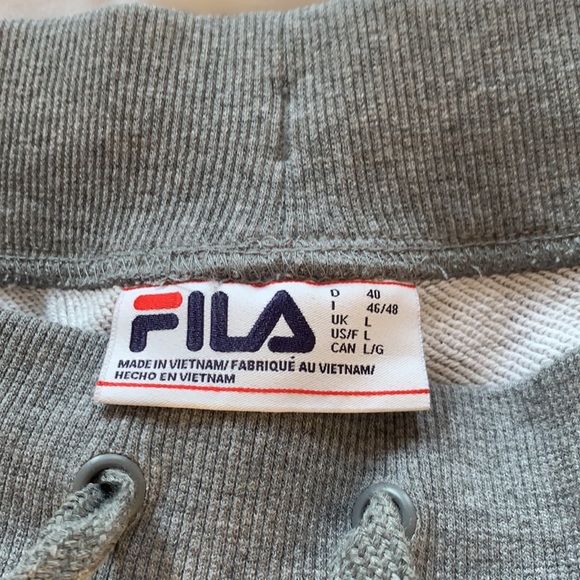 FILA
D 40
I 46/48
UK L
US/F L
CAN L/G
MADE IN VIETNAM/ FABRIQUÉ AU VIETNAM/
HECHO EN VIETNAM